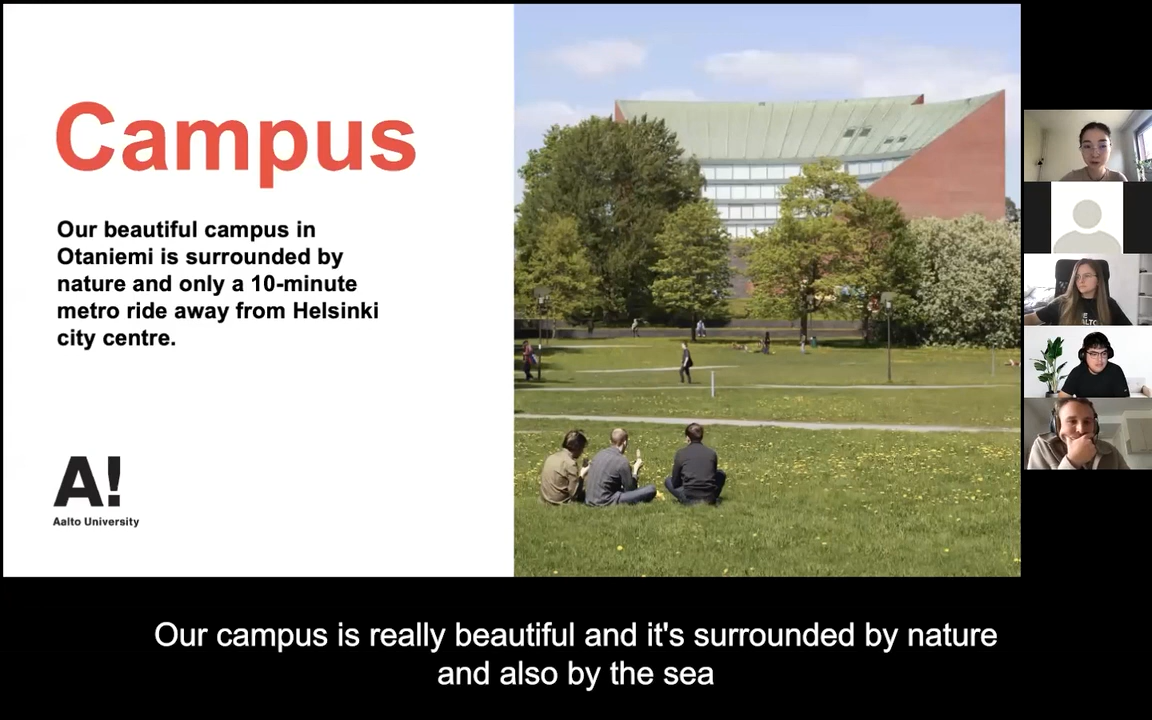 Campus
Our beautiful campus in
Otaniemi is surrounded by
nature and only a 10-minute
metro ride away from Helsinki
city centre.
A!
Aalto University
Our campus is really beautiful and it's surrounded by nature
and also by the sea